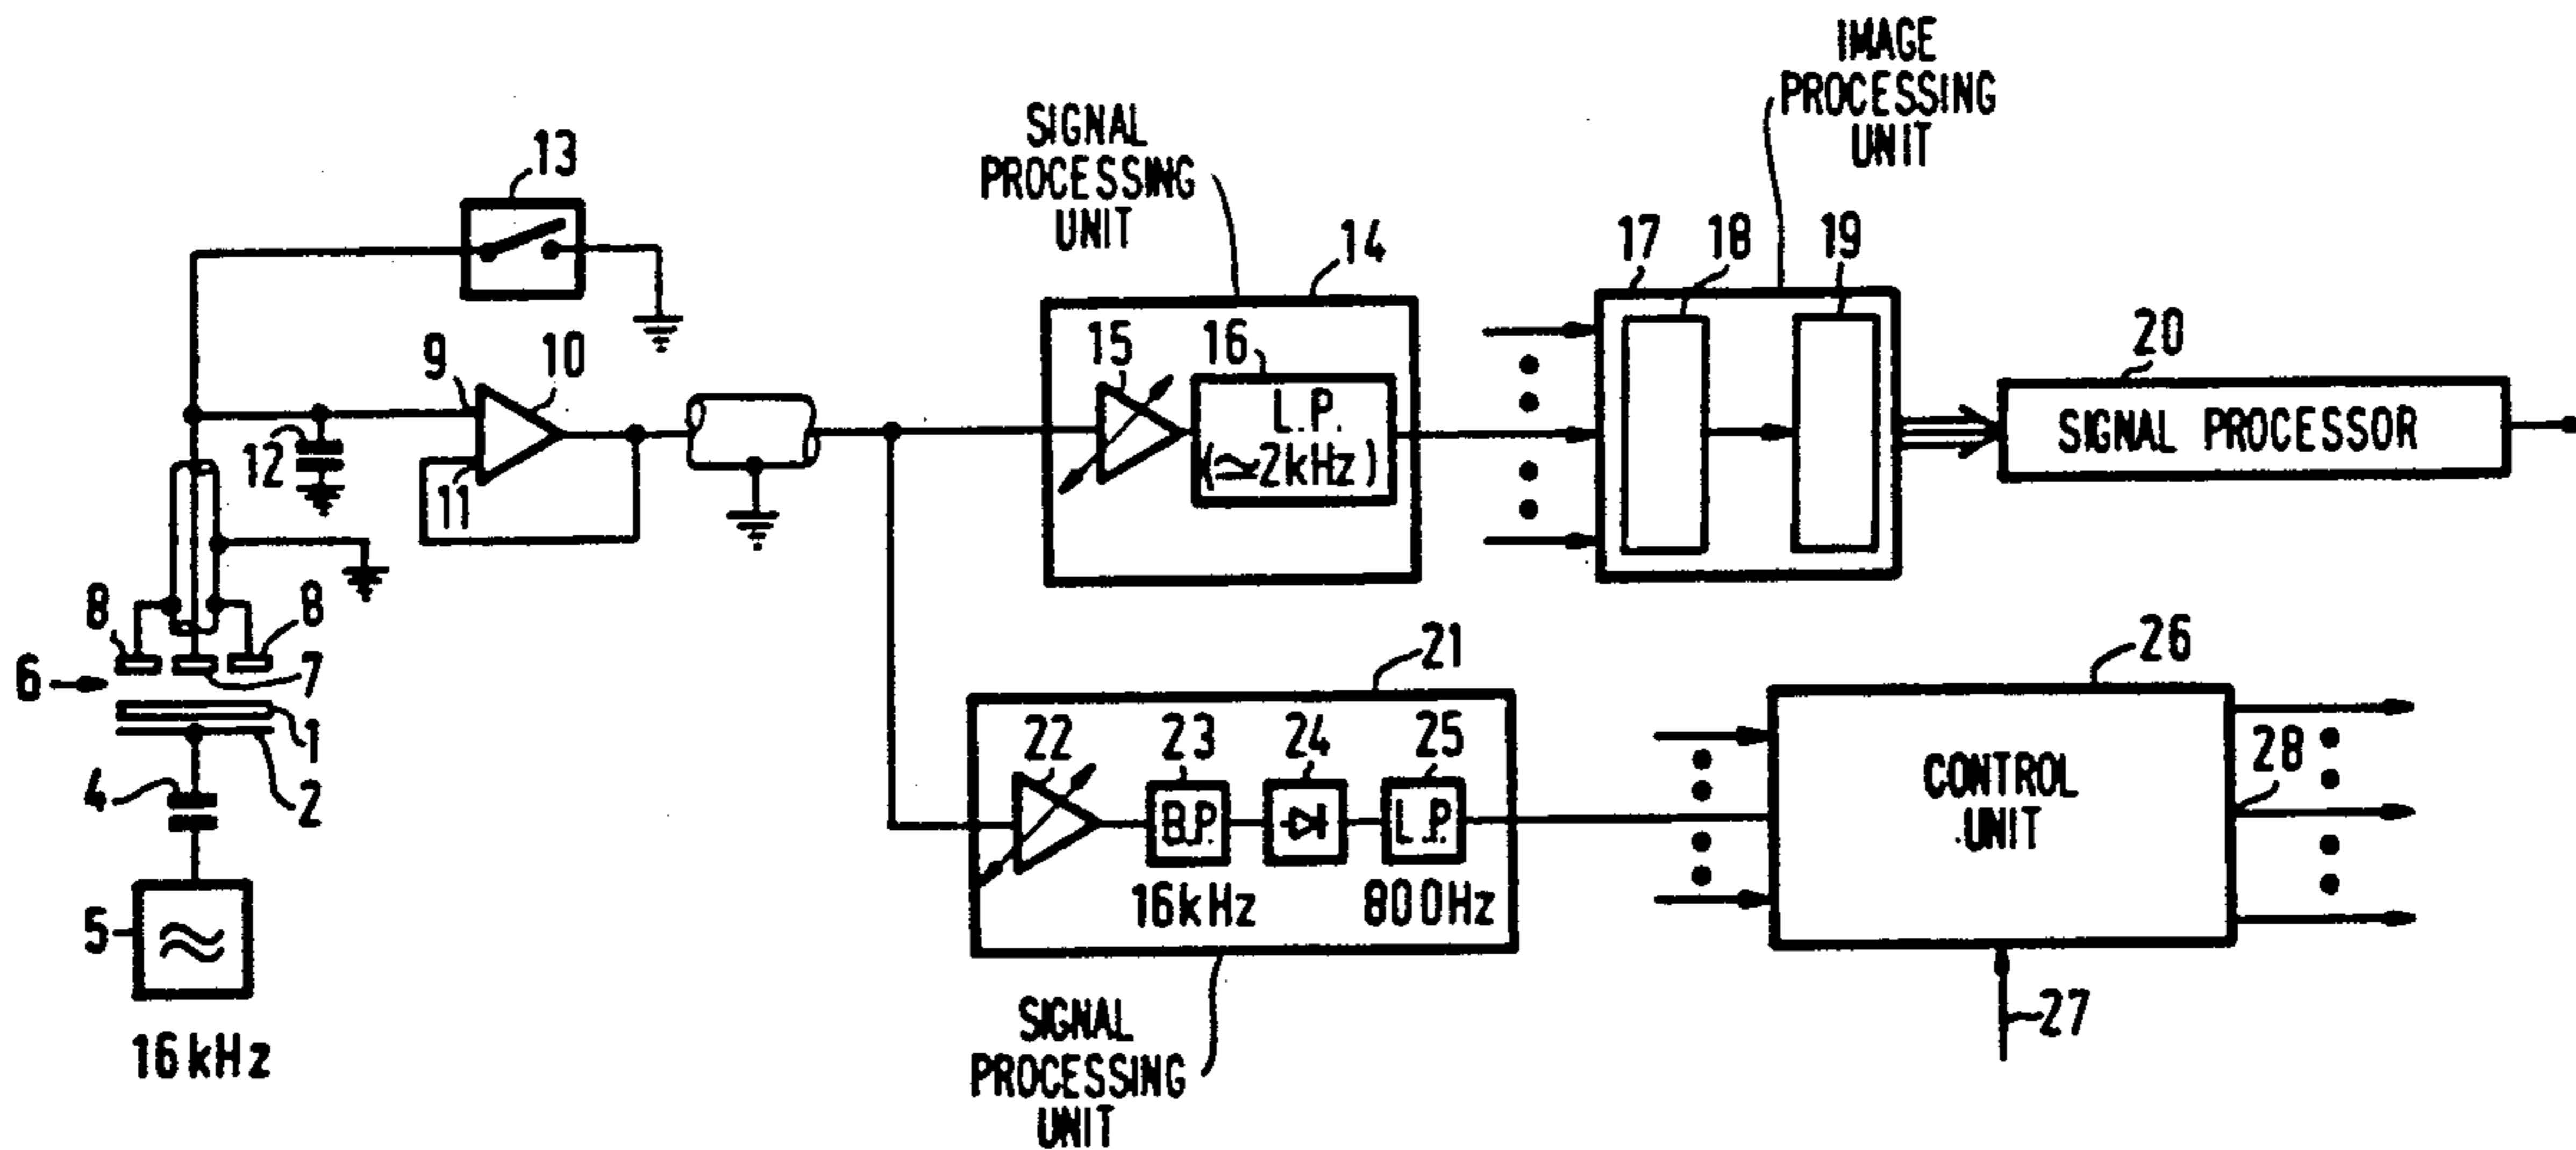 IMAGE
PROCESSING
UNIT
SIGNAL
PROCESSING
UNIT
13
14
17 18 19
9 10
15 16
L.P.
(≃2kHz)
20
SIGNAL PROCESSOR
12
11
8 8
6
7
1
2
4
5
16kHz
21
22 23 24 25
B.P. L.P.
16kHz 800Hz
SIGNAL
PROCESSING
UNIT
26
CONTROL
UNIT
28
27